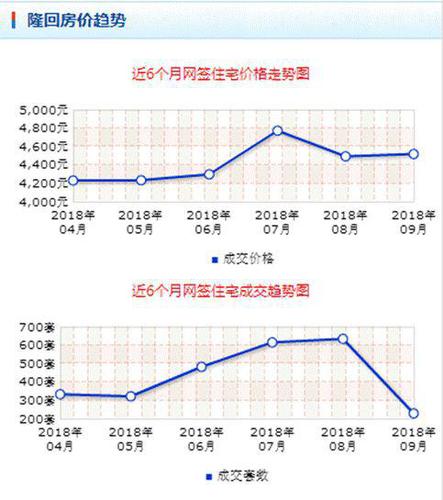 隆回房价趋势
近6个月网签住宅价格走势图
5,000元
4,800元
4,600元
4,400元
4,200元
4,000元
2018年 2018年 2018年 2018年 2018年 2018年
04月 05月 06月 07月 08月 09月
成交价格
近6个月网签住宅成交趋势图
700套
600套
500套
400套
300套
200套
2018年 2018年 2018年 2018年 2018年 2018年
04月 05月 06月 07月 08月 09月
成交套数